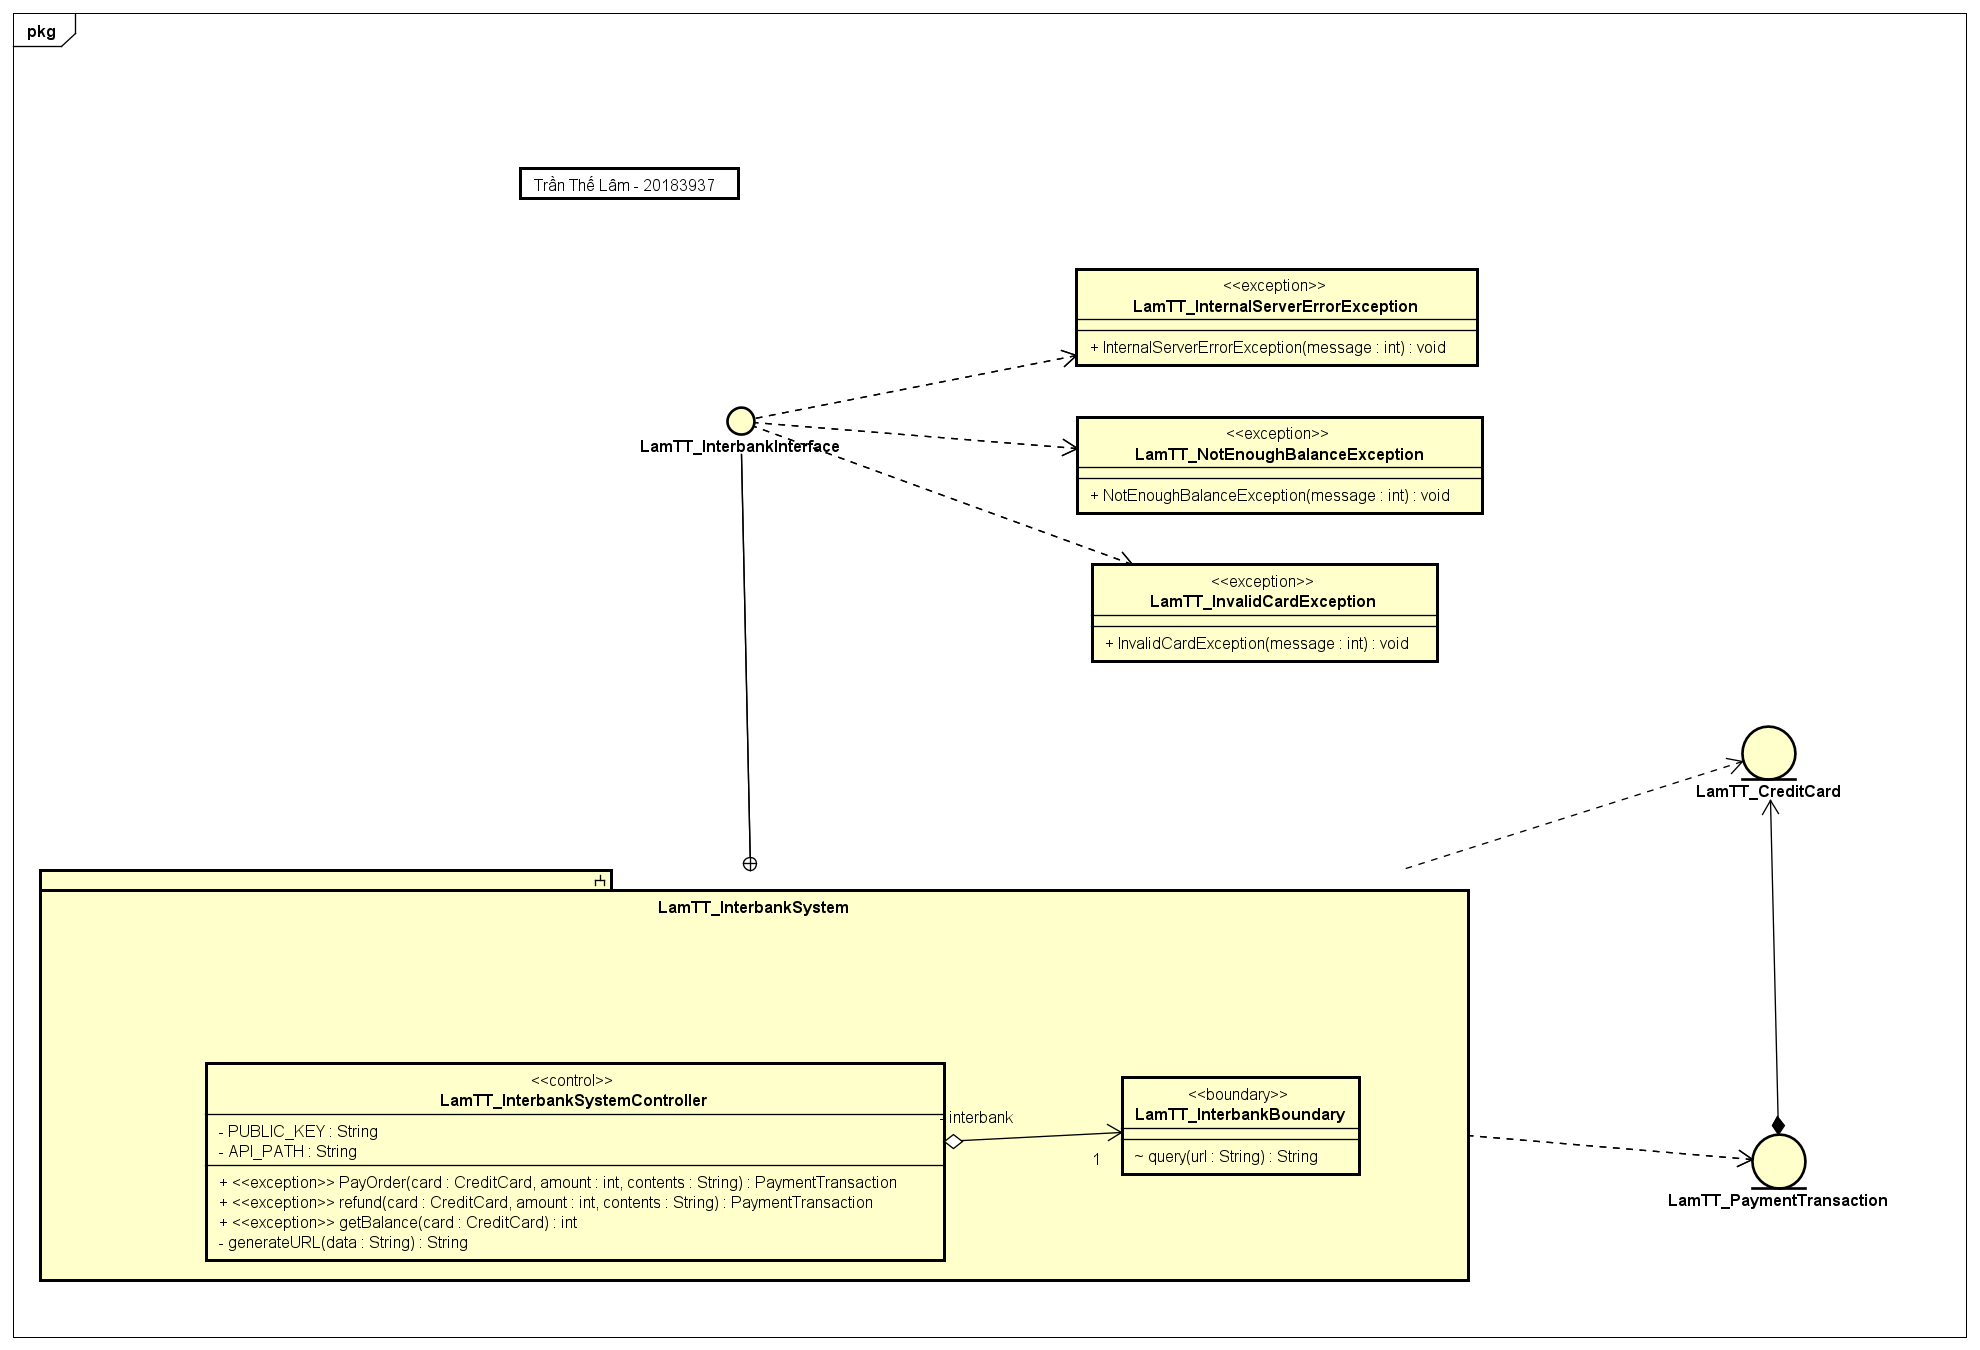 pkg
Trần Thế Lâm - 20183937
<<exception>>
LamTT_InternalServerErrorException
+ InternalServerErrorException(message : int) : void
LamTT_InterbankInterface
<<exception>>
LamTT_NotEnoughBalanceException
+ NotEnoughBalanceException(message : int) : void
<<exception>>
LamTT_InvalidCardException
+ InvalidCardException(message : int) : void
LamTT_CreditCard
LamTT_InterbankSystem
<<control>>
LamTT_InterbankSystemController
- PUBLIC_KEY : String
- API_PATH : String
+ <<exception>> PayOrder(card : CreditCard, amount : int, contents : String) : PaymentTransaction
+ <<exception>> refund(card : CreditCard, amount : int, contents : String) : PaymentTransaction
+ <<exception>> getBalance(card : CreditCard) : int
- generateURL(data : String) : String
- interbank
1
<<boundary>>
LamTT_InterbankBoundary
~ query(url : String) : String
LamTT_PaymentTransaction